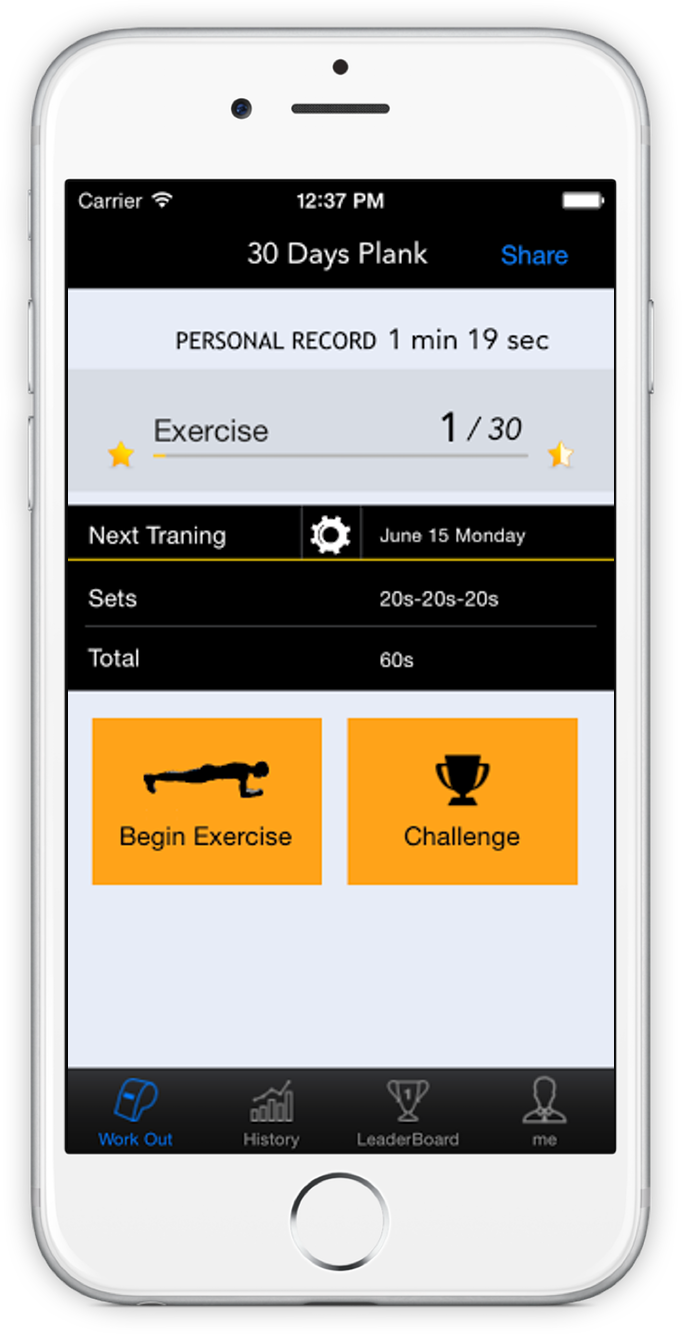 Carrier 12:37 PM
30 Days Plank Share
PERSONAL RECORD 1 min 19 sec
Exercise 1 / 30
Next Traning June 15 Monday
Sets 20s-20s-20s
Total 60s
Begin Exercise Challenge
1
Work Out History LeaderBoard me